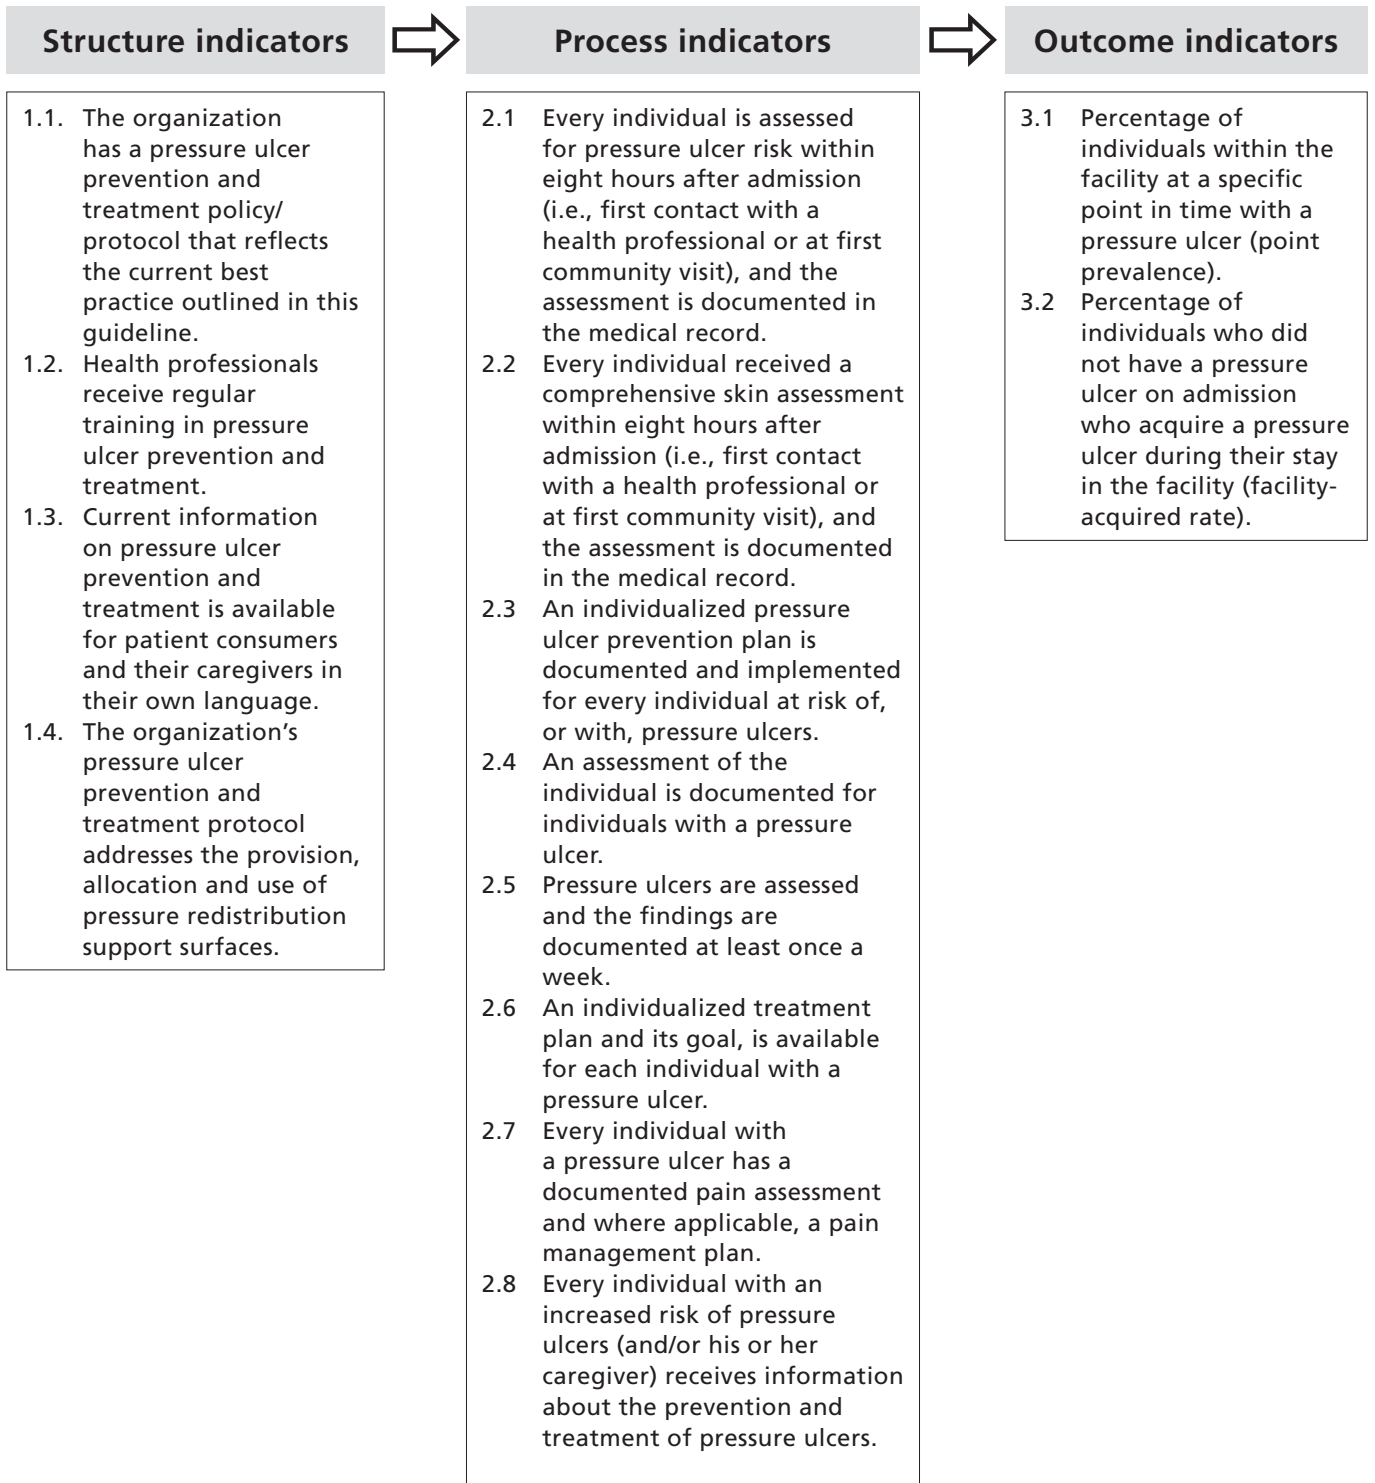 Structure indicators
Process indicators
Outcome indicators
1.1. The organization
has a pressure ulcer
prevention and
treatment policy/
protocol that reflects
the current best
practice outlined in this
guideline.
1.2. Health professionals
receive regular
training in pressure
ulcer prevention and
treatment.
1.3. Current information
on pressure ulcer
prevention and
treatment is available
for patient consumers
and their caregivers in
their own language.
1.4. The organization’s
pressure ulcer
prevention and
treatment protocol
addresses the provision,
allocation and use of
pressure redistribution
support surfaces.
2.1 Every individual is assessed
for pressure ulcer risk within
eight hours after admission
(i.e., first contact with a
health professional or at first
community visit), and the
assessment is documented in
the medical record.
2.2 Every individual received a
comprehensive skin assessment
within eight hours after
admission (i.e., first contact
with a health professional or
at first community visit), and
the assessment is documented
in the medical record.
2.3 An individualized pressure
ulcer prevention plan is
documented and implemented
for every individual at risk of,
or with, pressure ulcers.
2.4 An assessment of the
individual is documented for
individuals with a pressure
ulcer.
2.5 Pressure ulcers are assessed
and the findings are
documented at least once a
week.
2.6 An individualized treatment
plan and its goal, is available
for each individual with a
pressure ulcer.
2.7 Every individual with
a pressure ulcer has a
documented pain assessment
and where applicable, a pain
management plan.
2.8 Every individual with an
increased risk of pressure
ulcers (and/or his or her
caregiver) receives information
about the prevention and
treatment of pressure ulcers.
3.1 Percentage of
individuals within the
facility at a specific
point in time with a
pressure ulcer (point
prevalence).
3.2 Percentage of
individuals who did
not have a pressure
ulcer on admission
who acquire a pressure
ulcer during their stay
in the facility (facility-
acquired rate).